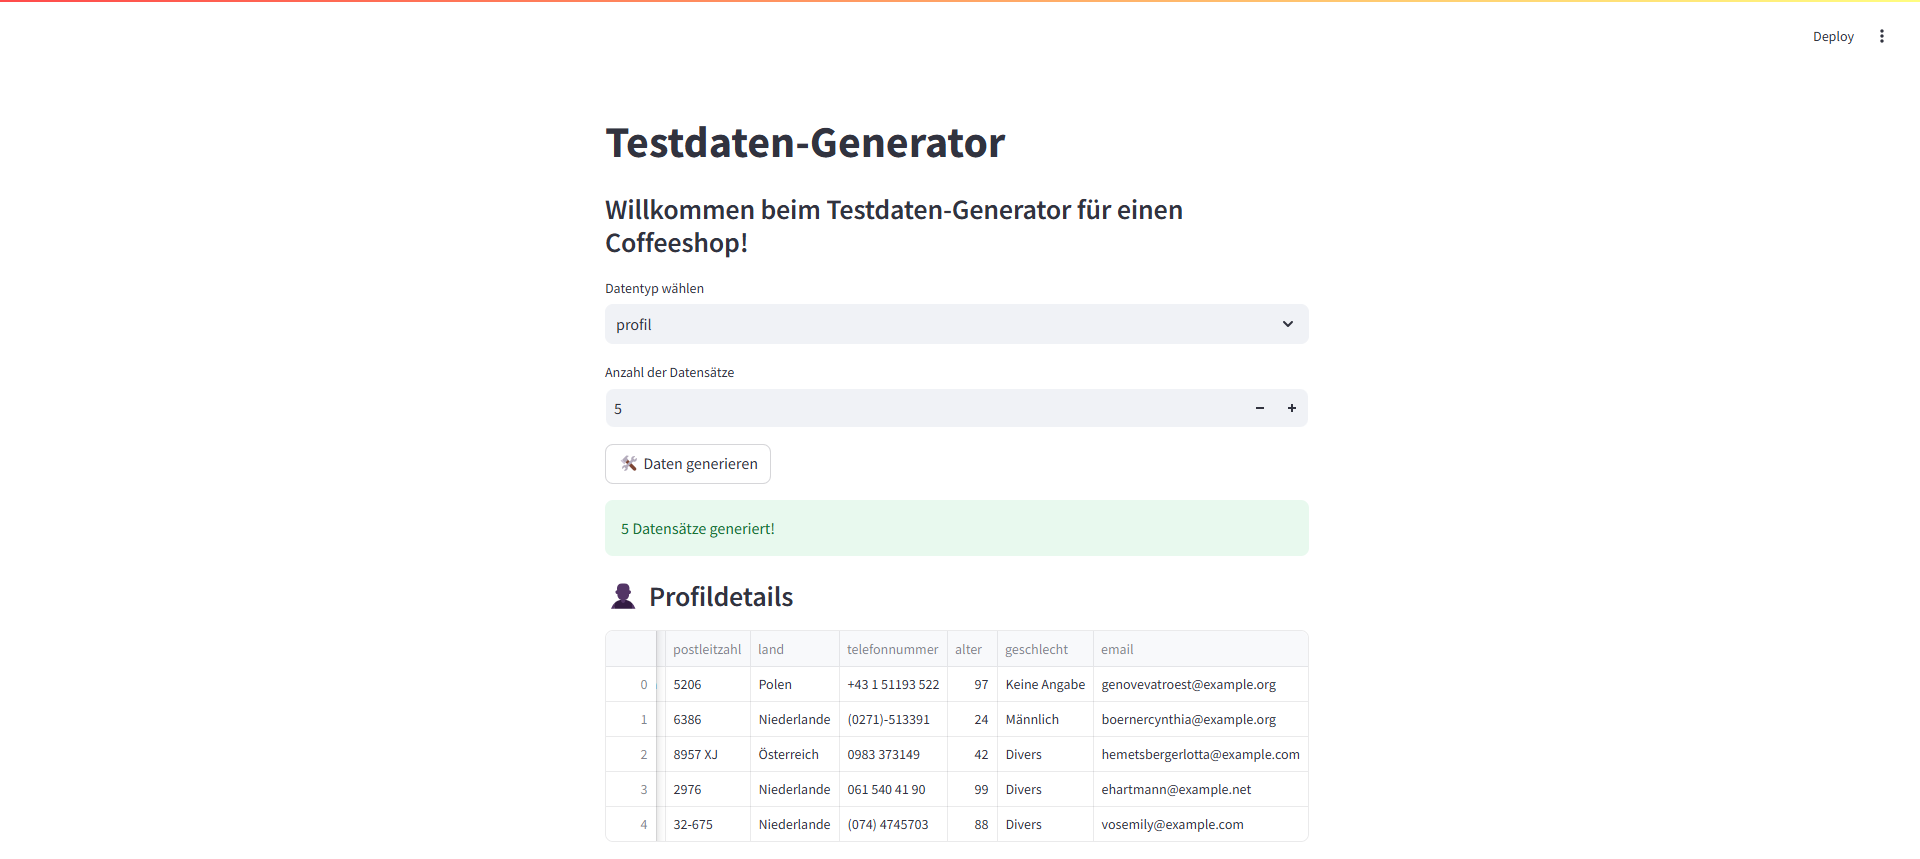 Deploy
Testdaten-Generator
Willkommen beim Testdaten-Generator für einen
Coffeeshop!
Datentyp wählen
profil
Anzahl der Datensätze
5
Daten generieren
5 Datensätze generiert!
Profildetails
postleitzahl land telefonnummer alter geschlecht email
0 5206 Polen +43 1 51193 522 97 Keine Angabe genovevatroest@example.org
1 6386 Niederlande (0271)-513391 24 Männlich boernercynthia@example.org
2 8957 XJ Österreich 0983 373149 42 Divers hemetsbergerlotta@example.com
3 2976 Niederlande 061 540 41 90 99 Divers ehartmann@example.net
4 32-675 Niederlande (074) 4745703 88 Divers vosemily@example.com